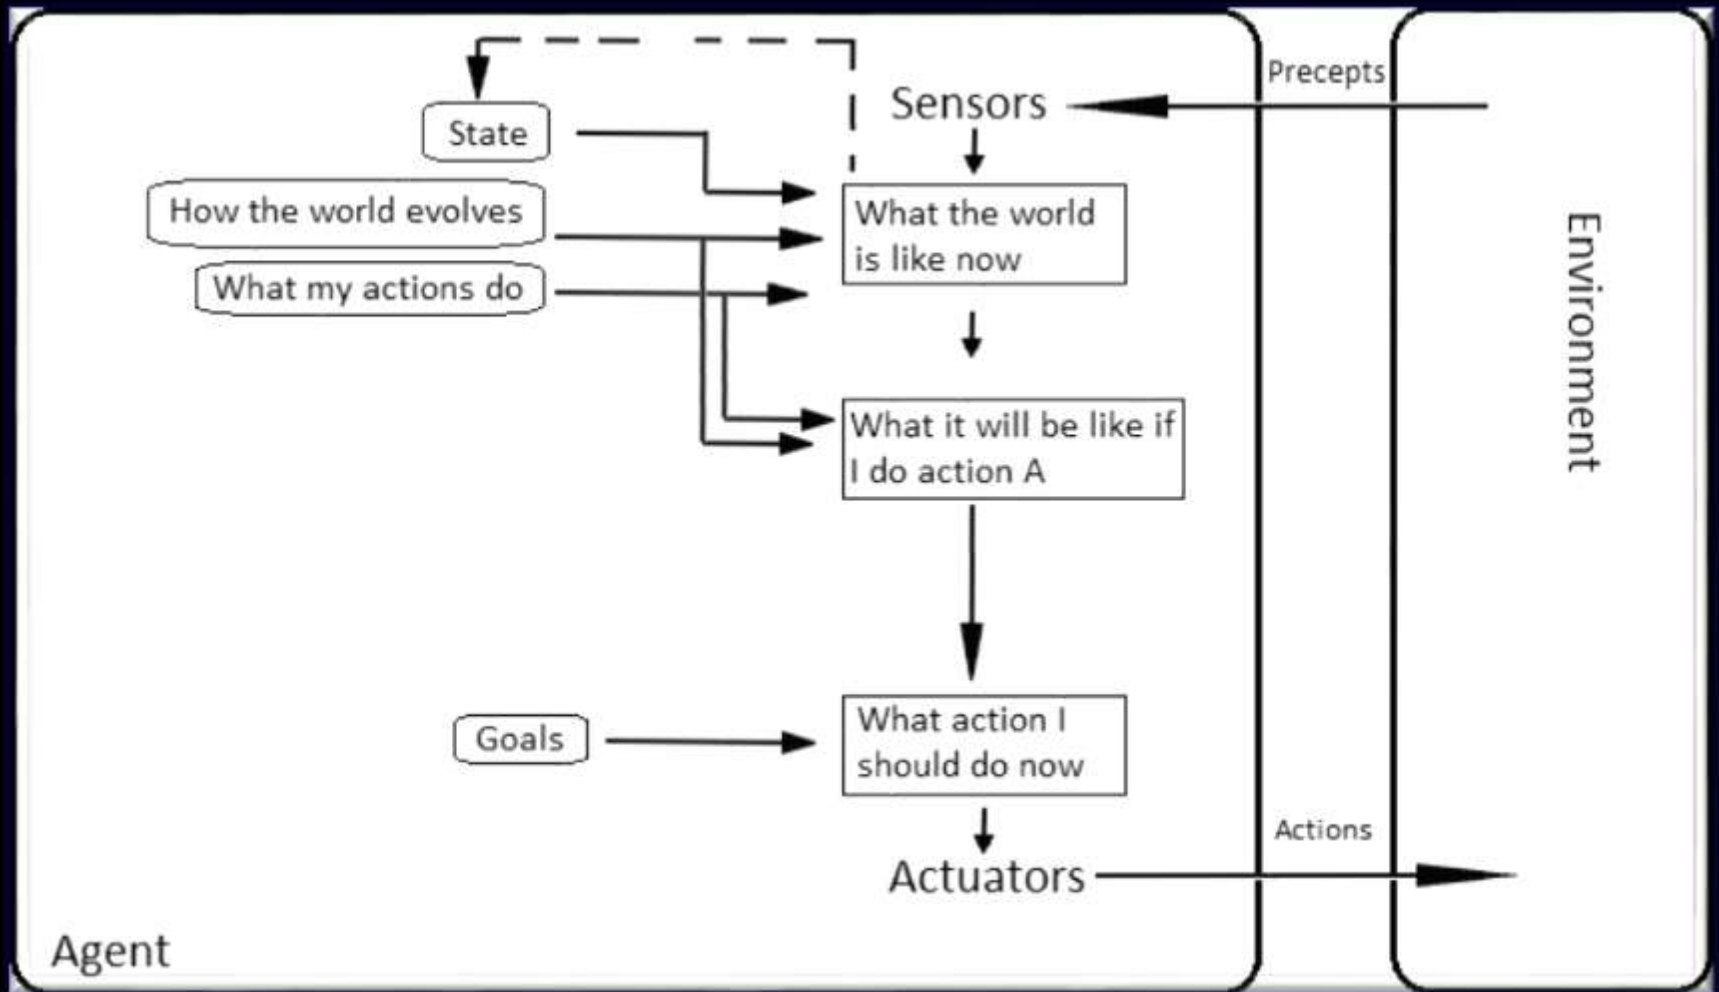 Precepts
Sensors
State
How the world evolves
What the world
is like now
What my actions do
Environment
What it will be like if
I do action A
Goals
What action I
should do now
Actions
Actuators
Agent